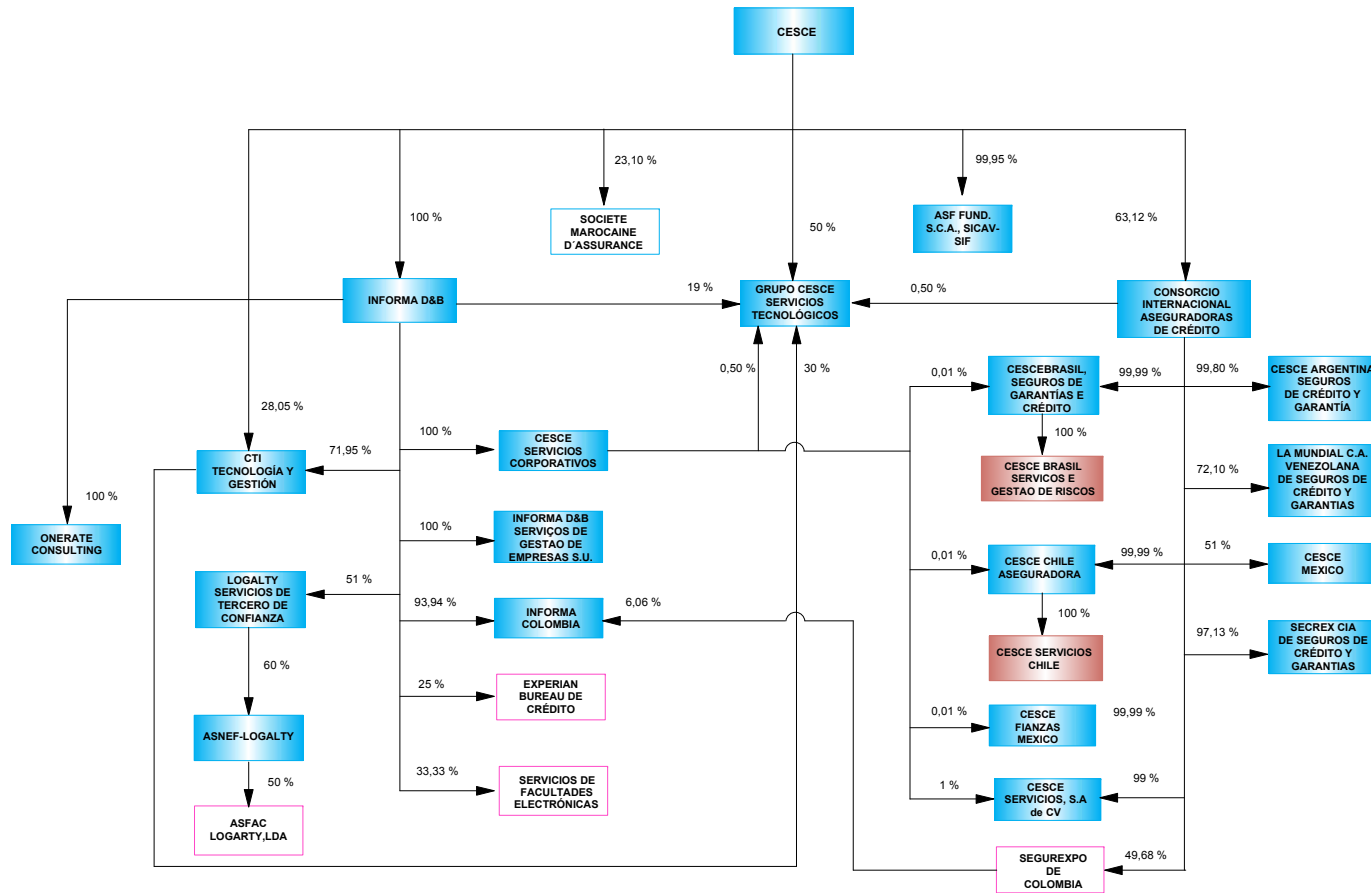 CESCE
23,10 %
99,95 %
100 %
SOCIETE
MAROCAINE
D´ASSURANCE
50 %
ASF FUND.
S.C.A., SICAV-
SIF
63,12 %
INFORMA D&B
19 %
GRUPO CESCE
SERVICIOS
TECNOLÓGICOS
0,50 %
CONSORCIO
INTERNACIONAL
ASEGURADORAS
DE CRÉDITO
0,50 %
30 %
0,01 %
CESCEBRASIL,
SEGUROS DE
GARANTÍAS E
CRÉDITO
99,99 %
99,80 %
CESCE ARGENTINA
SEGUROS
DE CRÉDITO Y
GARANTÍA
28,05 %
100 %
CESCE
SERVICIOS
CORPORATIVOS
100 %
71,95 %
CTI
TECNOLOGÍA Y
GESTIÓN
CESCE BRASIL
SERVICOS E
GESTAO DE RISCOS
72,10 %
LA MUNDIAL C.A.
VENEZOLANA
DE SEGUROS DE
CRÉDITO Y
GARANTIAS
100 %
ONERATE
CONSULTING
100 %
INFORMA D&B
SERVIÇOS DE
GESTAO DE
EMPRESAS S.U.
0,01 %
CESCE CHILE
ASEGURADORA
99,99 %
51 %
CESCE
MEXICO
51 %
LOGALTY
SERVICIOS DE
TERCERO DE
CONFIANZA
93,94 %
INFORMA
COLOMBIA
6,06 %
100 %
CESCE SERVICIOS
CHILE
97,13 %
SECREX CIA
DE SEGUROS DE
CRÉDITO Y
GARANTIAS
60 %
25 %
EXPERIAN
BUREAU DE
CRÉDITO
0,01 %
CESCE
FIANZAS
MEXICO
99,99 %
ASNEF-LOGALTY
33,33 %
SERVICIOS DE
FACULTADES
ELECTRÓNICAS
50 %
1 %
CESCE
SERVICIOS, S.A
de CV
99 %
ASFAC
LOGARTY,LDA
SEGUREXPO
DE
COLOMBIA
49,68 %